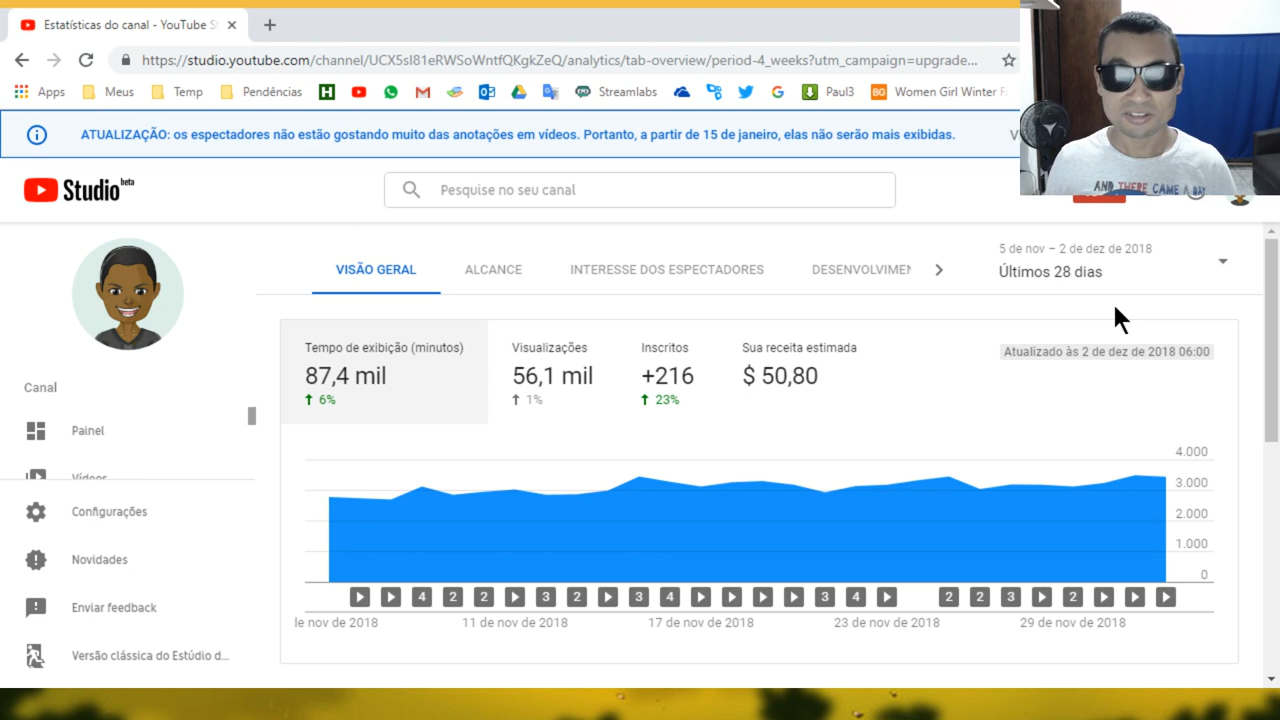 Estatísticas do canal - YouTube S
https://studio.youtube.com/channel/UCX5sI81eRWSoWntfQKgkZeQ/analytics/tab-overview/period-4_weeks?utm_campaign=upgrade...
Apps Meus Temp Pendências Streamlabs Paul3 Women Girl Winter F
ATUALIZAÇÃO: os espectadores não estão gostando muito das anotações em vídeos. Portanto, a partir de 15 de janeiro, elas não serão mais exibidas. V
AND THERE CAME A DAY
Studio beta
Pesquise no seu canal
5 de nov – 2 de dez de 2018
VISÃO GERAL ALCANCE INTERESSE DOS ESPECTADORES DESENVOLVIMEN
Últimos 28 dias
Tempo de exibição (minutos) Visualizações Inscritos Sua receita estimada
Atualizado às 2 de dez de 2018 06:00
87,4 mil 56,1 mil +216 $ 50,80
6% 1% 23%
Canal
Painel
Vídeos
Configurações
Novidades
Enviar feedback
Versão clássica do Estúdio d...
4.000
3.000
2.000
1.000
0
4 2 2 3 2 3 4 3 4 2 2 3 2
le nov de 2018 11 de nov de 2018 17 de nov de 2018 23 de nov de 2018 29 de nov de 2018